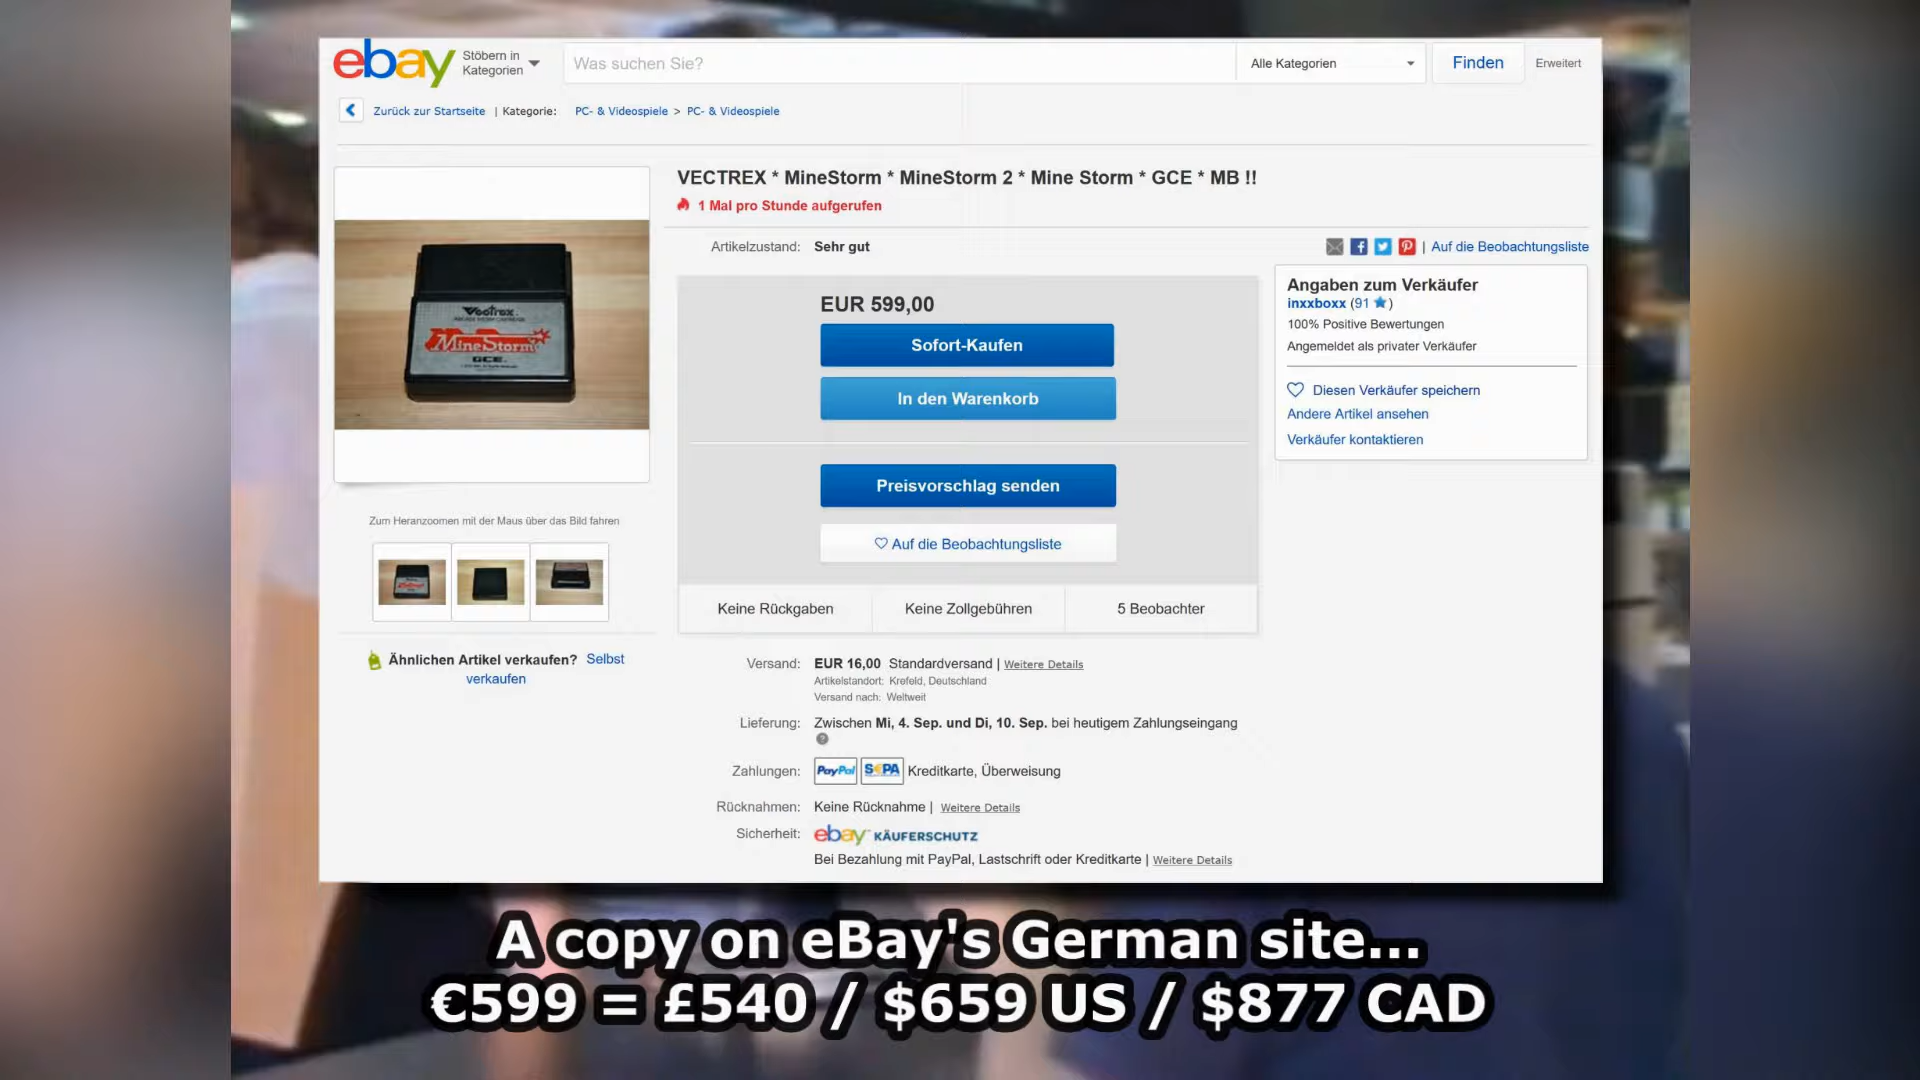 ebay
Stöbern in
Kategorien
Was suchen Sie?
Alle Kategorien
Finden
Erweitert
Zurück zur Startseite | Kategorie: PC- & Videospiele > PC- & Videospiele
VECTREX * MineStorm * MineStorm 2 * Mine Storm * GCE * MB !!
1 Mal pro Stunde aufgerufen
Artikelzustand: Sehr gut
| Auf die Beobachtungsliste
Vectrex
MineStorm
GCE
Zum Heranzoomen mit der Maus über das Bild fahren
Ähnlichen Artikel verkaufen? Selbst
verkaufen
EUR 599,00
Sofort-Kaufen
In den Warenkorb
Preisvorschlag senden
Auf die Beobachtungsliste
Keine Rückgaben
Keine Zollgebühren
5 Beobachter
Angaben zum Verkäufer
inxxboxx (91)
100% Positive Bewertungen
Angemeldet als privater Verkäufer
Diesen Verkäufer speichern
Andere Artikel ansehen
Verkäufer kontaktieren
Versand: EUR 16,00 Standardversand | Weitere Details
Artikelstandort: Krefeld, Deutschland
Versand nach: Weltweit
Lieferung: Zwischen Mi, 4. Sep. und Di, 10. Sep. bei heutigem Zahlungseingang
?
Zahlungen: PayPal SEPA Kreditkarte, Überweisung
Rücknahmen: Keine Rücknahme | Weitere Details
Sicherheit: ebay KÄUFERSCHUTZ
Bei Bezahlung mit PayPal, Lastschrift oder Kreditkarte | Weitere Details
A copy on eBay's German site...
€599 = £540 / $659 US / $877 CAD